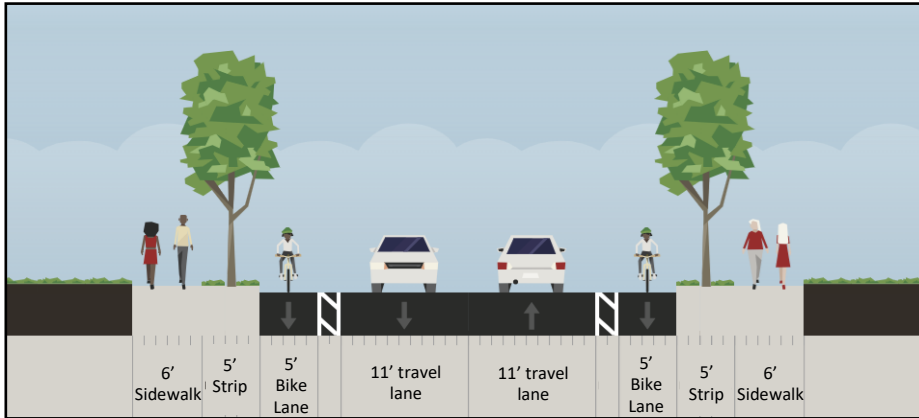 6’
Sidewalk
5’
Strip
5’
Bike
Lane
11’ travel
lane
11’ travel
lane
5’
Bike
Lane
5’
Strip
6’
Sidewalk